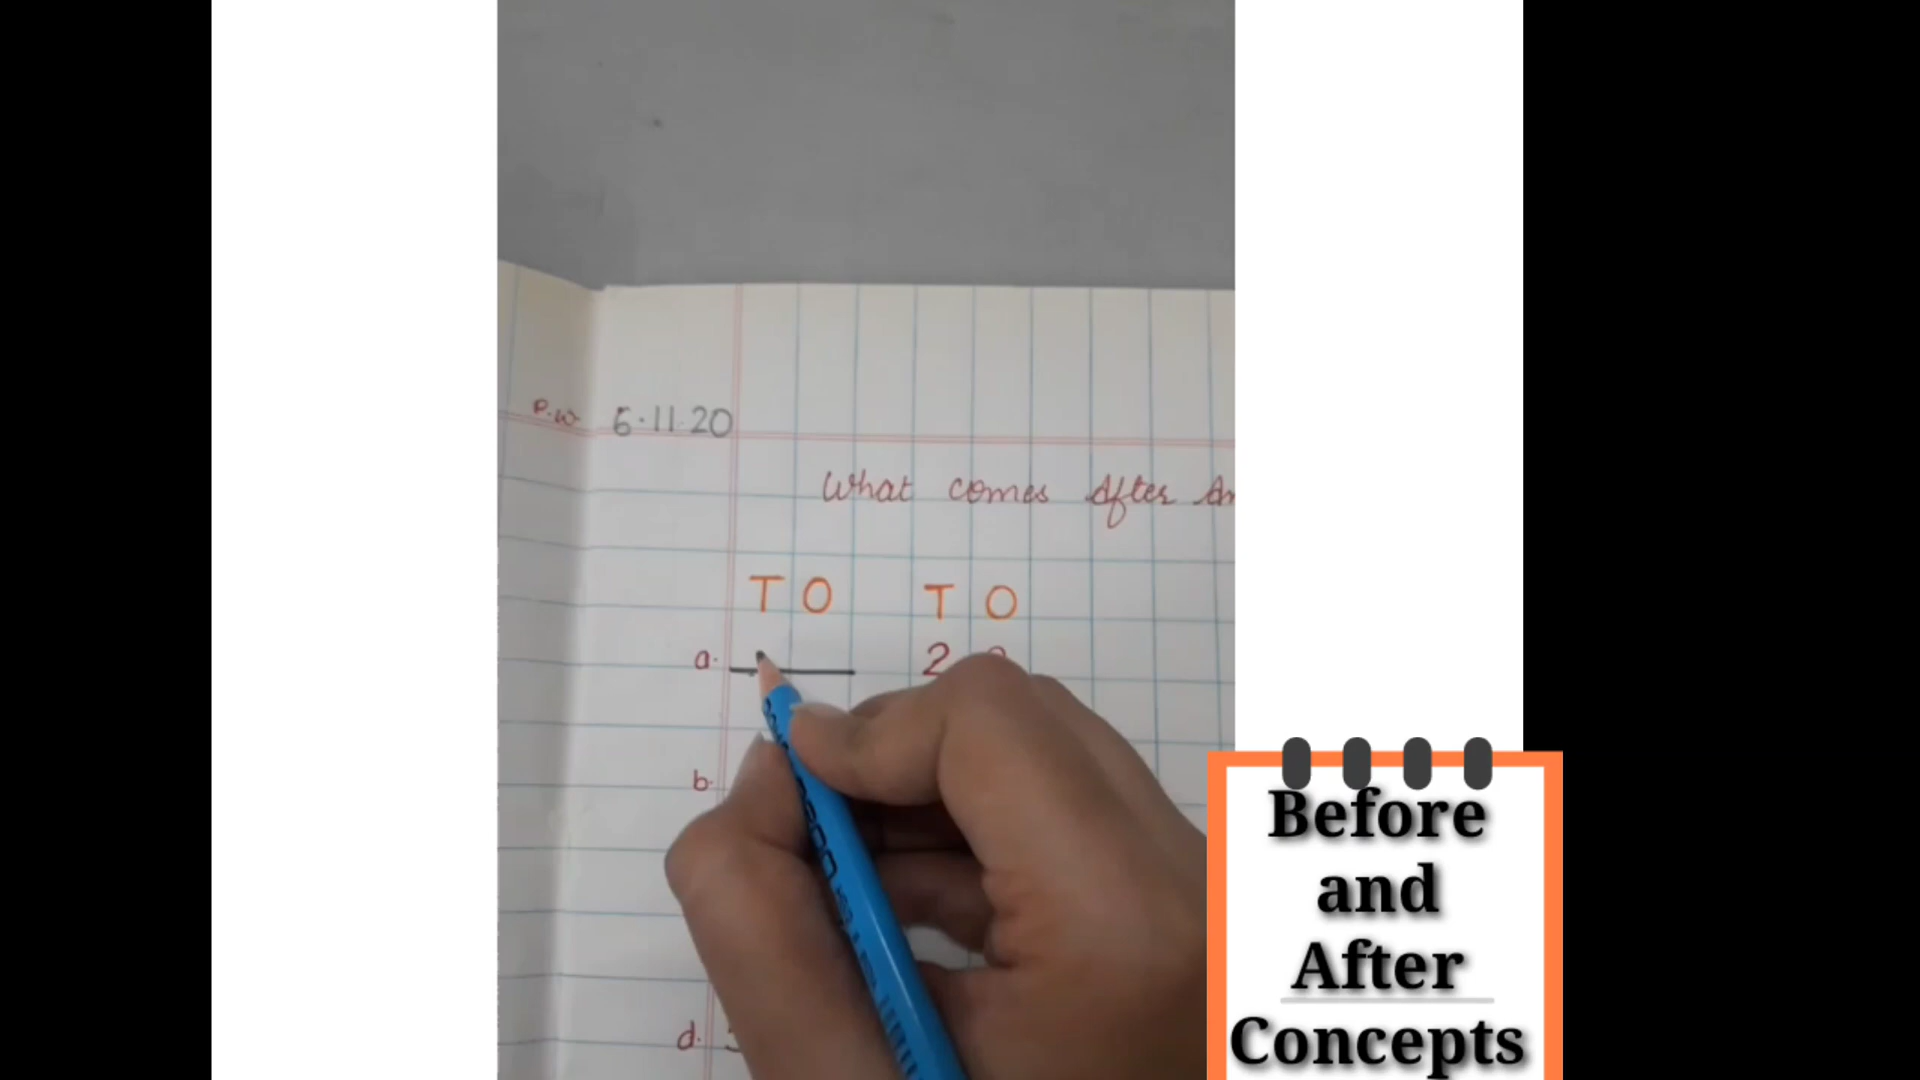 P.W 6.11.20
What comes After
T O T O
a. 2
b.
d.
Before
and
After
Concepts